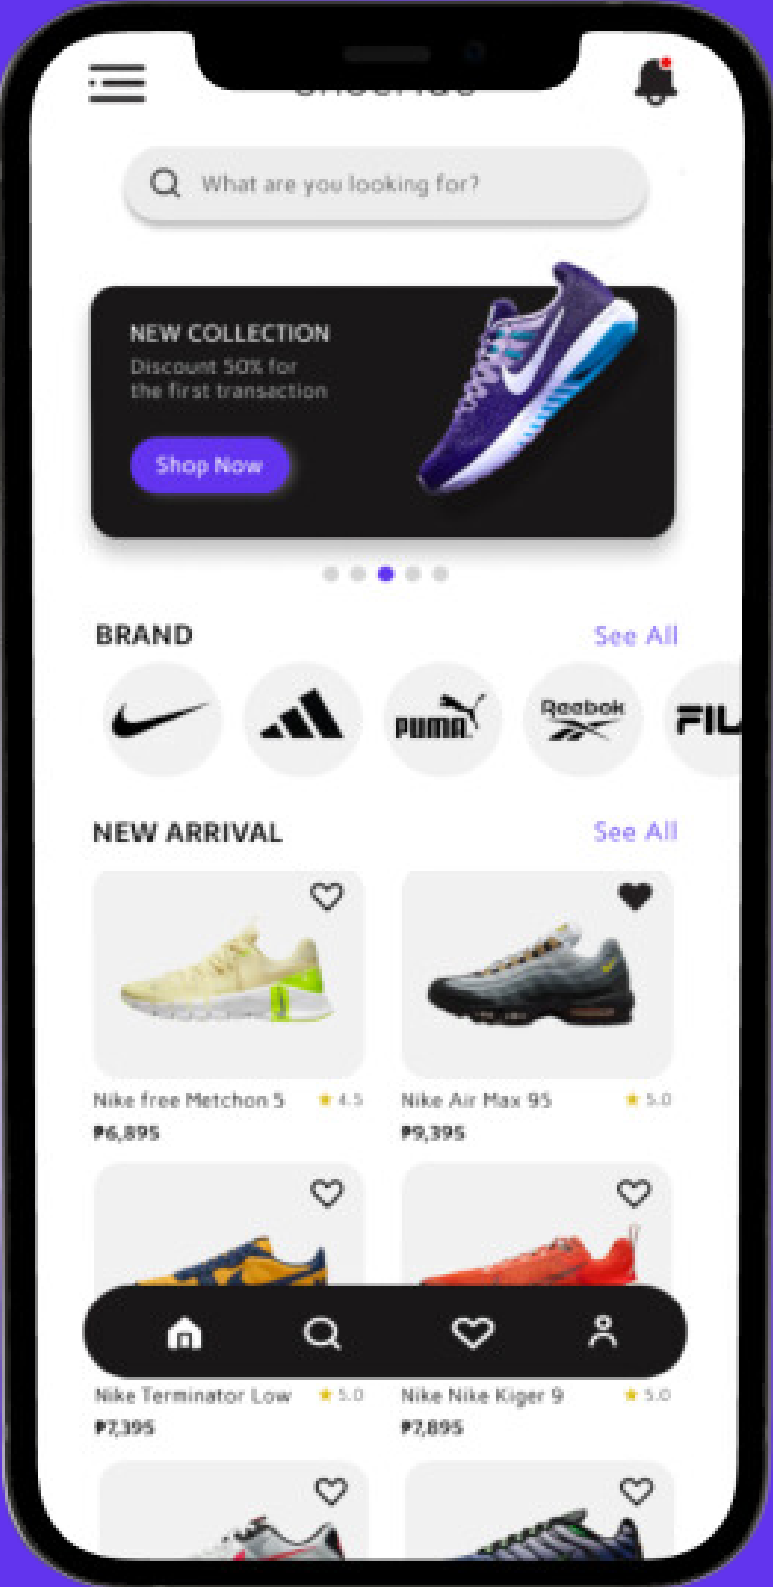 What are you looking for?
NEW COLLECTION
Discount 50% for
the first transaction
Shop Now
BRAND See All
PUMA Reebok FIL
NEW ARRIVAL See All
Nike free Metchon 5 ★ 4.5 Nike Air Max 95 ★ 5.0
₱6,895 ₱9,395
Nike Terminator Low ★ 5.0 Nike Nike Kiger 9 ★ 5.0
₱7,395 ₱7,895